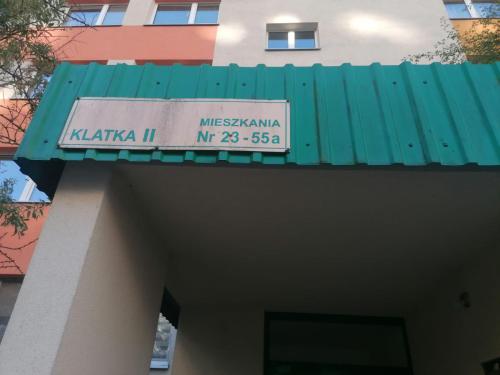 KLATKA II
MIESZKANIA
Nr 23-55a